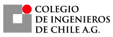 COLEGIO
DE INGENIEROS
DE CHILE A.G.